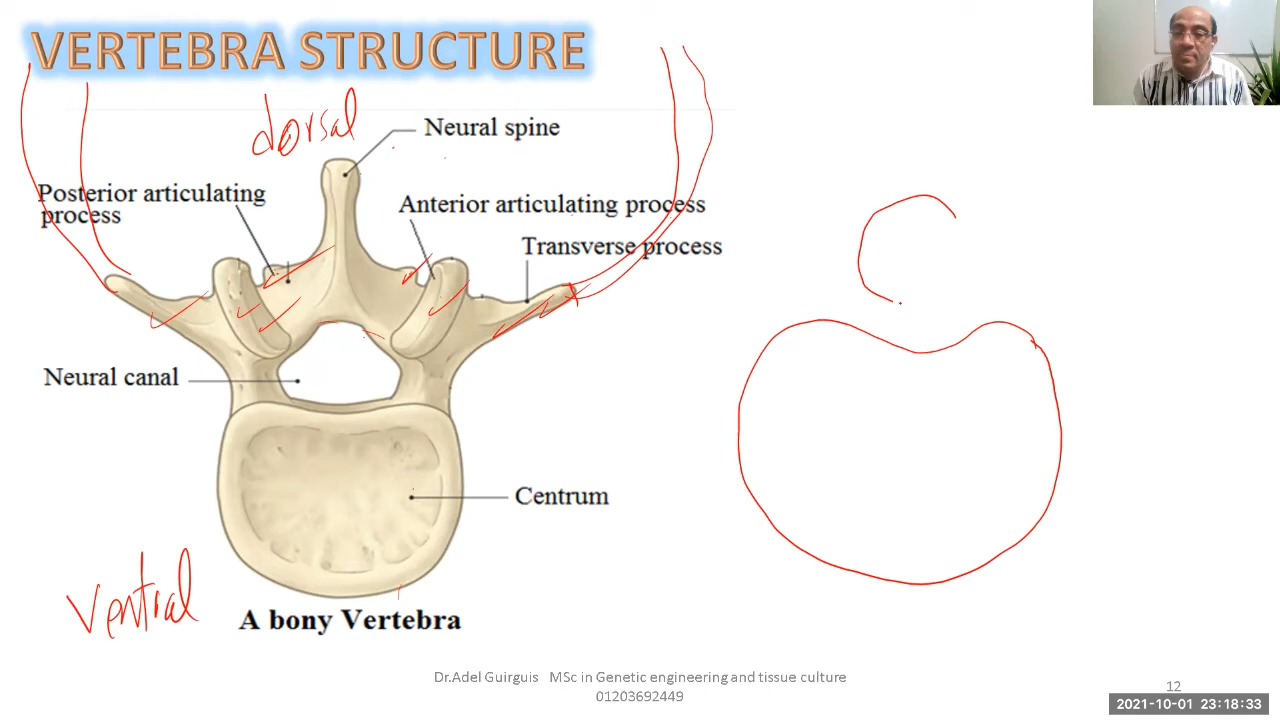 VERTEBRA STRUCTURE
dorsal
Neural spine
Posterior articulating
process
Anterior articulating process
Transverse process
Neural canal
Centrum
ventral
A bony Vertebra
Dr.Adel Guirguis MSc in Genetic engineering and tissue culture
01203692449
12
2021-10-01 23:18:33